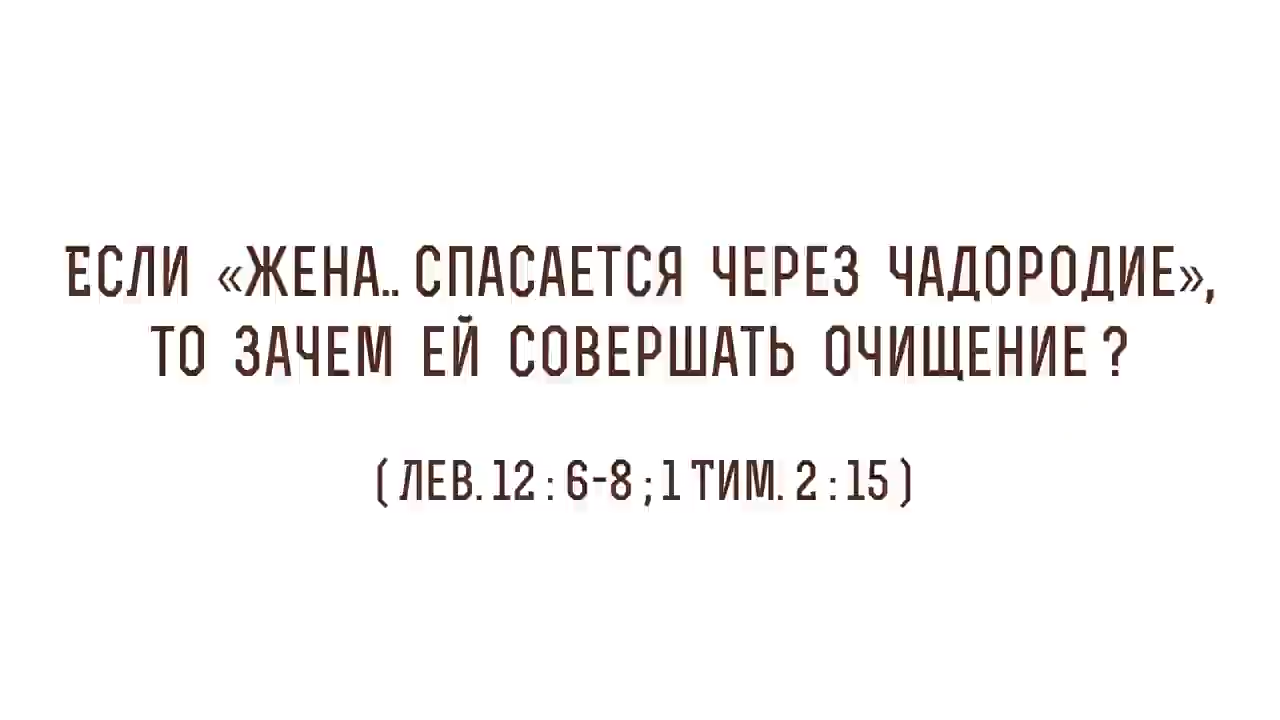 ЕСЛИ «ЖЕНА.. СПАСАЕТСЯ ЧЕРЕЗ ЧАДОРОДИЕ»,
ТО ЗАЧЕМ ЕЙ СОВЕРШАТЬ ОЧИЩЕНИЕ ?
( ЛЕВ. 12 : 6-8 ; 1 ТИМ. 2 : 15 )